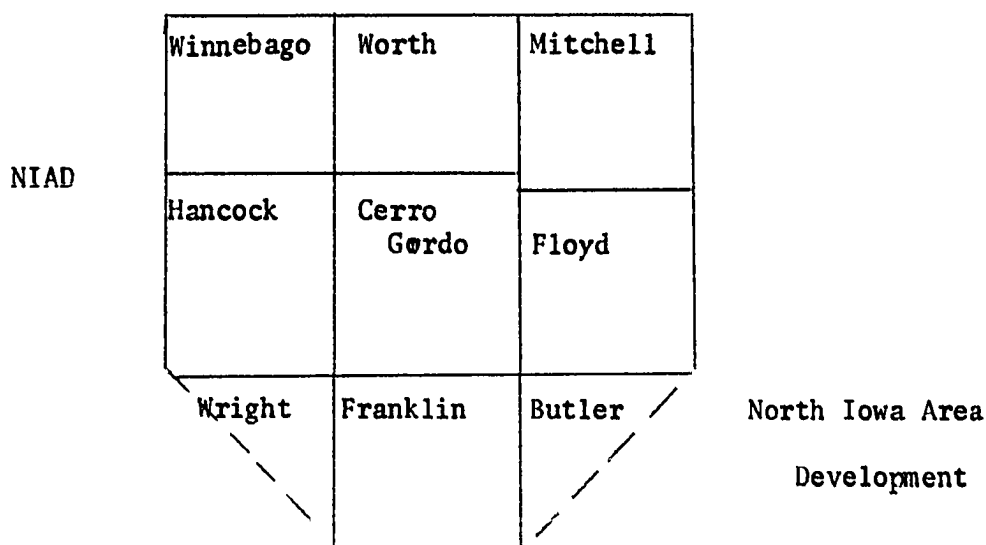 Winnebago Worth Mitchell
NIAD
Hancock Cerro
Gordo Floyd
Wright Franklin Butler North Iowa Area
Development